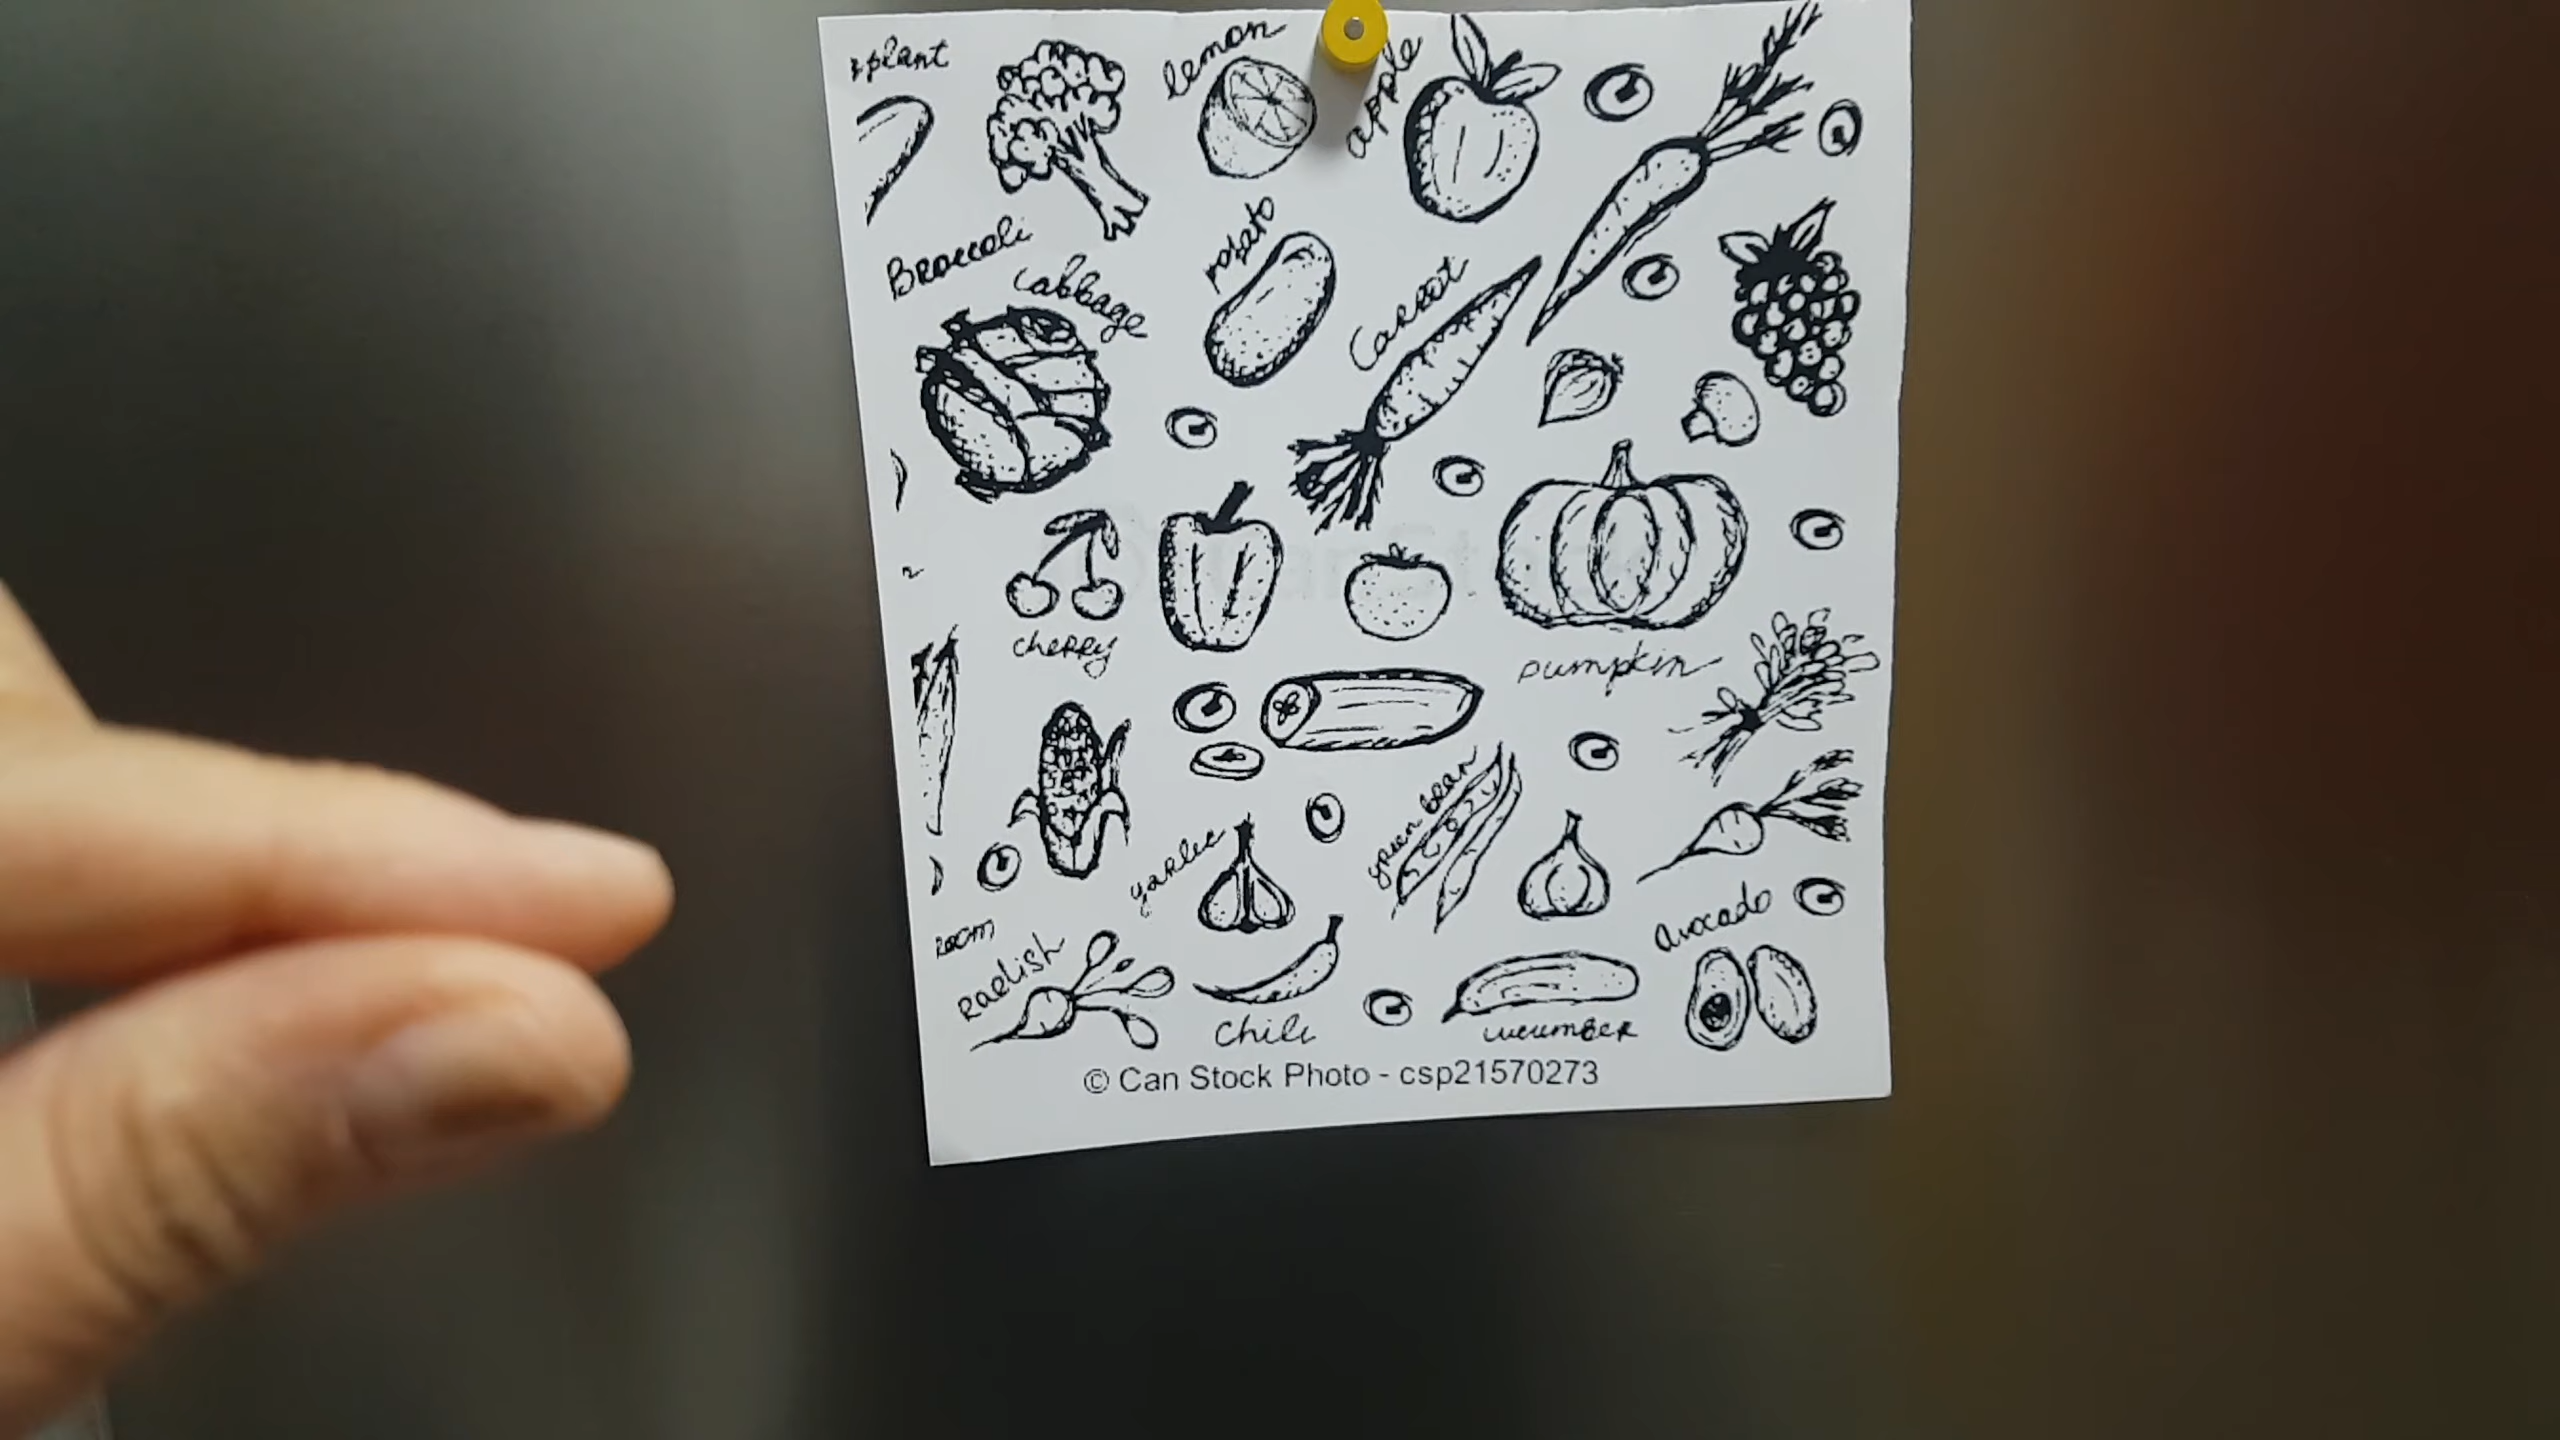 plant
lemon
apple
Broccoli
cabbage
potato
Carrot
cherry
pumpkin
green bean
garlic
avocado
room
Radish
chili
cucumber
© Can Stock Photo - csp21570273